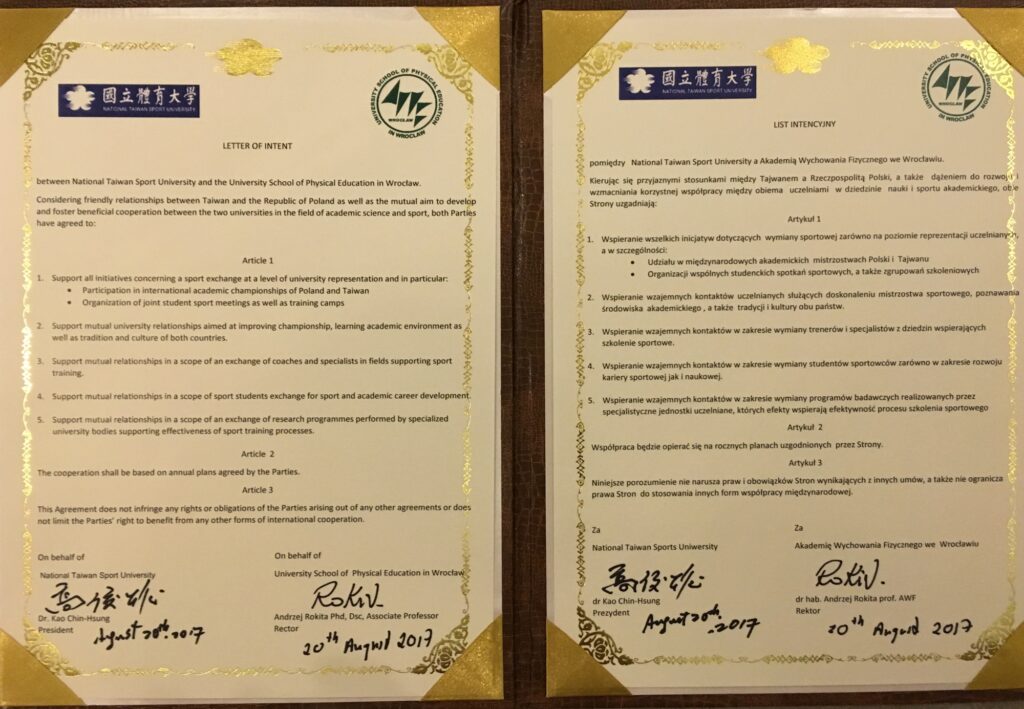 國立體育大學
NATIONAL TAIWAN SPORT UNIVERSITY
UNIVERSITY SCHOOL OF PHYSICAL EDUCATION
WROCLAW
IN WROCLAW
LETTER OF INTENT
between National Taiwan Sport University and the University School of Physical Education in Wrocław.
Considering friendly relationships between Taiwan and the Republic of Poland as well as the mutual aim to develop
and foster beneficial cooperation between the two universities in the field of academic science and sport, both Parties
have agreed to:
Article 1
1. Support all initiatives concerning a sport exchange at a level of university representation and in particular:
• Participation in international academic championships of Poland and Taiwan
• Organization of joint student sport meetings as well as training camps
2. Support mutual university relationships aimed at improving championship, learning academic environment as
well as tradition and culture of both countries.
3. Support mutual relationships in a scope of an exchange of coaches and specialists in fields supporting sport
training.
4. Support mutual relationships in a scope of sport students exchange for sport and academic career development.
5. Support mutual relationships in a scope of an exchange of research programmes performed by specialized
university bodies supporting effectiveness of sport training processes.
Article 2
The cooperation shall be based on annual plans agreed by the Parties.
Article 3
This Agreement does not infringe any rights or obligations of the Parties arising out of any other agreements or does
not limit the Parties' right to benefit from any other forms of international cooperation.
On behalf of
National Taiwan Sport University
高俊雄
Dr. Kao Chin-Hsung
President
August 20th. 2017
On behalf of
University School of Physical Education in Wrocław
Rokiv.
Andrzej Rokita Phd, Dsc, Associate Professor
Rector
20th August 2017
國立體育大學
NATIONAL TAIWAN SPORT UNIVERSITY
UNIVERSITY SCHOOL OF PHYSICAL EDUCATION
WROCLAW
IN WROCLAW
LIST INTENCYJNY
pomiędzy National Taiwan Sport University a Akademią Wychowania Fizycznego we Wrocławiu.
Kierując się przyjaznymi stosunkami między Tajwanem a Rzeczpospolitą Polski, a także dążeniem do rozwoju i
wzmacniania korzystnej współpracy między obiema uczelniami w dziedzinie nauki i sportu akademickiego, obie
Strony uzgadniają:
Artykuł 1
1. Wspieranie wszelkich inicjatyw dotyczących wymiany sportowej zarówno na poziomie reprezentacji uczelnianych,
a w szczególności:
• Udziału w międzynarodowych akademickich mistrzostwach Polski i Tajwanu
• Organizacji wspólnych studenckich spotkań sportowych, a także zgrupowań szkoleniowych
2. Wspieranie wzajemnych kontaktów uczelnianych służących doskonaleniu mistrzostwa sportowego, poznawania
środowiska akademickiego , a także tradycji i kultury obu państw.
3. Wspieranie wzajemnych kontaktów w zakresie wymiany trenerów i specjalistów z dziedzin wspierających
szkolenie sportowe.
4. Wspieranie wzajemnych kontaktów w zakresie wymiany studentów sportowców zarówno w zakresie rozwoju
kariery sportowej jak i naukowej.
5. Wspieranie wzajemnych kontaktów w zakresie wymiany programów badawczych realizowanych przez
specjalistyczne jednostki uczelniane, których efekty wspierają efektywność procesu szkolenia sportowego
Artykuł 2
Współpraca będzie opierać się na rocznych planach uzgodnionych przez Strony.
Artykuł 3
Niniejsze porozumienie nie narusza praw i obowiązków Stron wynikających z innych umów, a także nie ogranicza
prawa Stron do stosowania innych form współpracy międzynarodowej.
Za
National Taiwan Sports Uniwersity
高俊雄
dr Kao Chin-Hsung
Prezydent
August 20th. 2017
Za
Akademię Wychowania Fizycznego we Wrocławiu
Rokiv.
dr hab. Andrzej Rokita prof. AWF
Rektor
20th August 2017